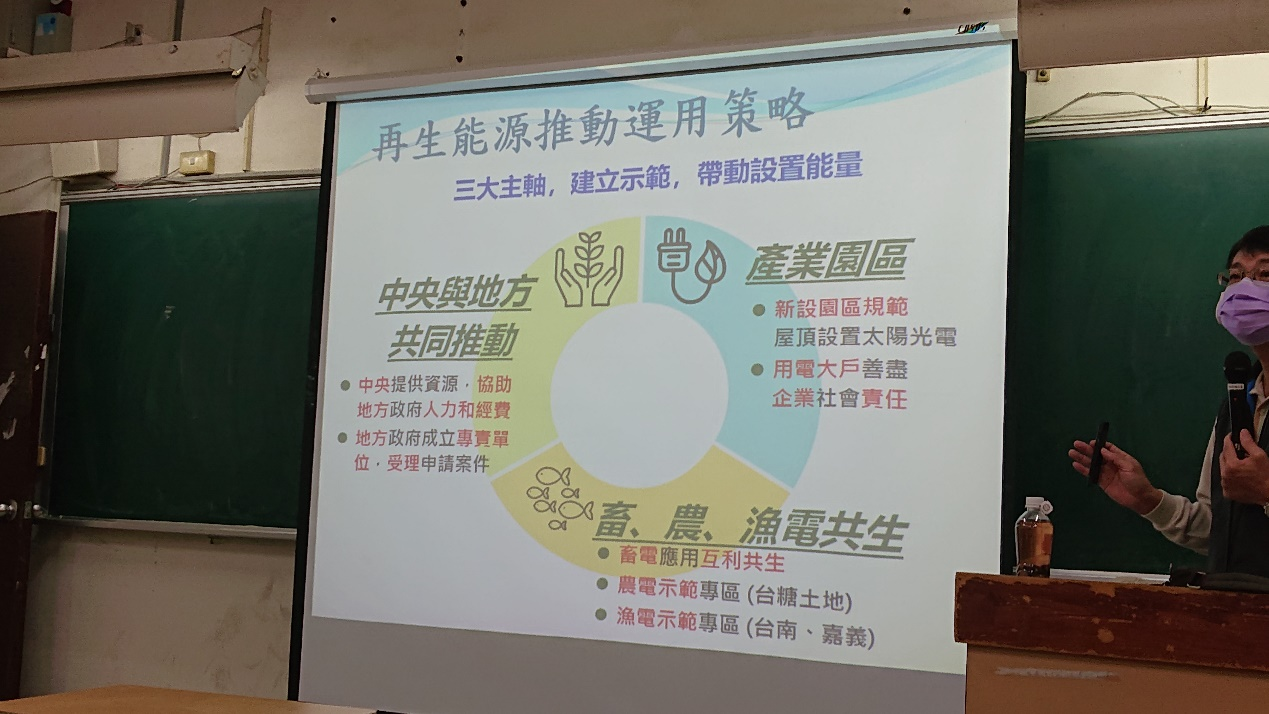 再生能源推動運用策略
三大主軸，建立示範，帶動設置能量
中央與地方
共同推動
● 中央提供資源，協助
地方政府人力和經費
● 地方政府成立專責單
位，受理申請案件
產業園區
● 新設園區規範
屋頂設置太陽光電
● 用電大戶善盡
企業社會責任
畜、農、漁電共生
● 畜電應用互利共生
● 農電示範專區 (台糖土地)
● 漁電示範專區 (台南、嘉義)